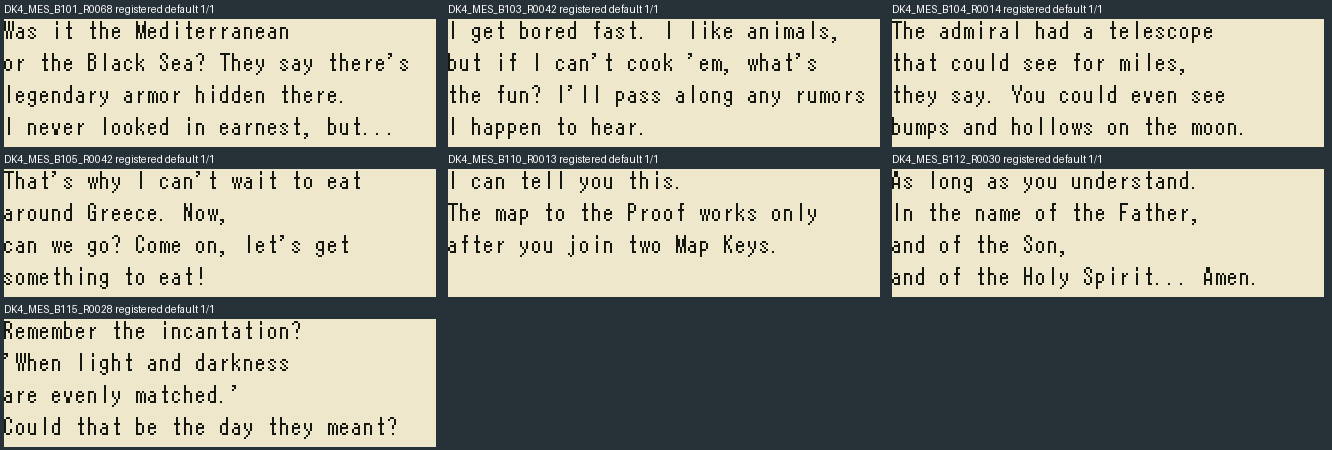 DK4_MES_B101_R0068 registered default 1/1
Was it the Mediterranean
or the Black Sea? They say there's
legendary armor hidden there.
I never looked in earnest, but...
DK4_MES_B103_R0042 registered default 1/1
I get bored fast. I like animals,
but if I can't cook 'em, what's
the fun? I'll pass along any rumors
I happen to hear.
DK4_MES_B104_R0014 registered default 1/1
The admiral had a telescope
that could see for miles,
they say. You could even see
bumps and hollows on the moon.
DK4_MES_B105_R0042 registered default 1/1
That's why I can't wait to eat
around Greece. Now,
can we go? Come on, let's get
something to eat!
DK4_MES_B110_R0013 registered default 1/1
I can tell you this.
The map to the Proof works only
after you join two Map Keys.
DK4_MES_B112_R0030 registered default 1/1
As long as you understand.
In the name of the Father,
and of the Son,
and of the Holy Spirit... Amen.
DK4_MES_B115_R0028 registered default 1/1
Remember the incantation?
'When light and darkness
are evenly matched.'
Could that be the day they meant?